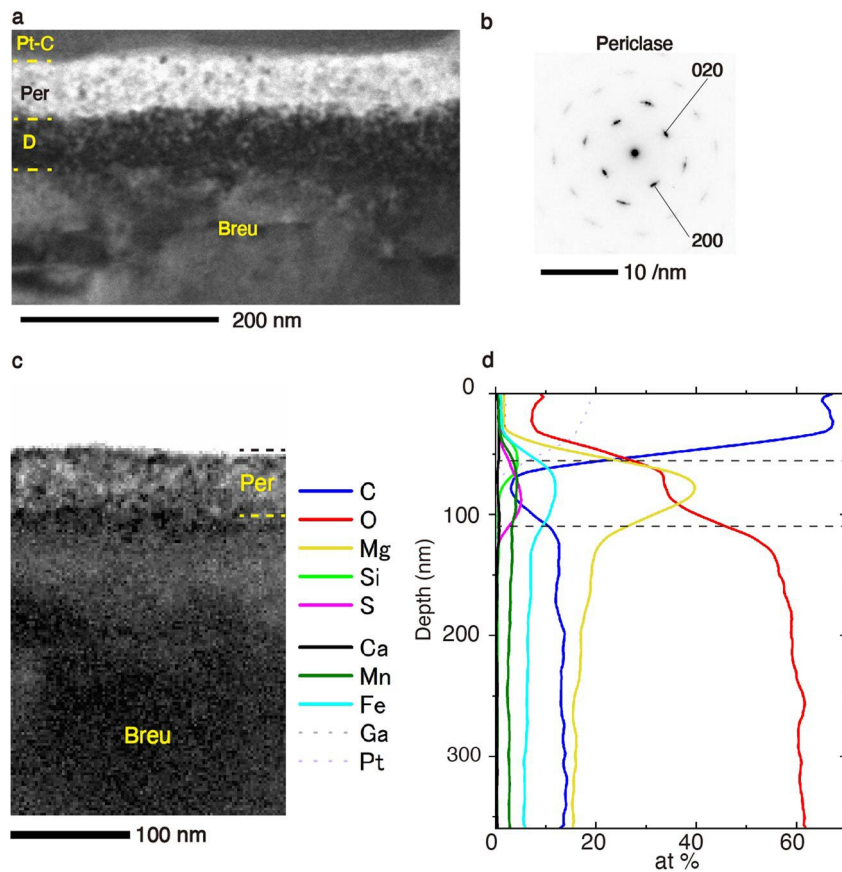 a
Pt-C
Per
D
Breu
200 nm
b
Periclase
020
200
10 /nm
c
Per
Breu
100 nm
C
O
Mg
Si
S
Ca
Mn
Fe
Ga
Pt
d
0
100
200
300
Depth (nm)
0
20
40
60
at %